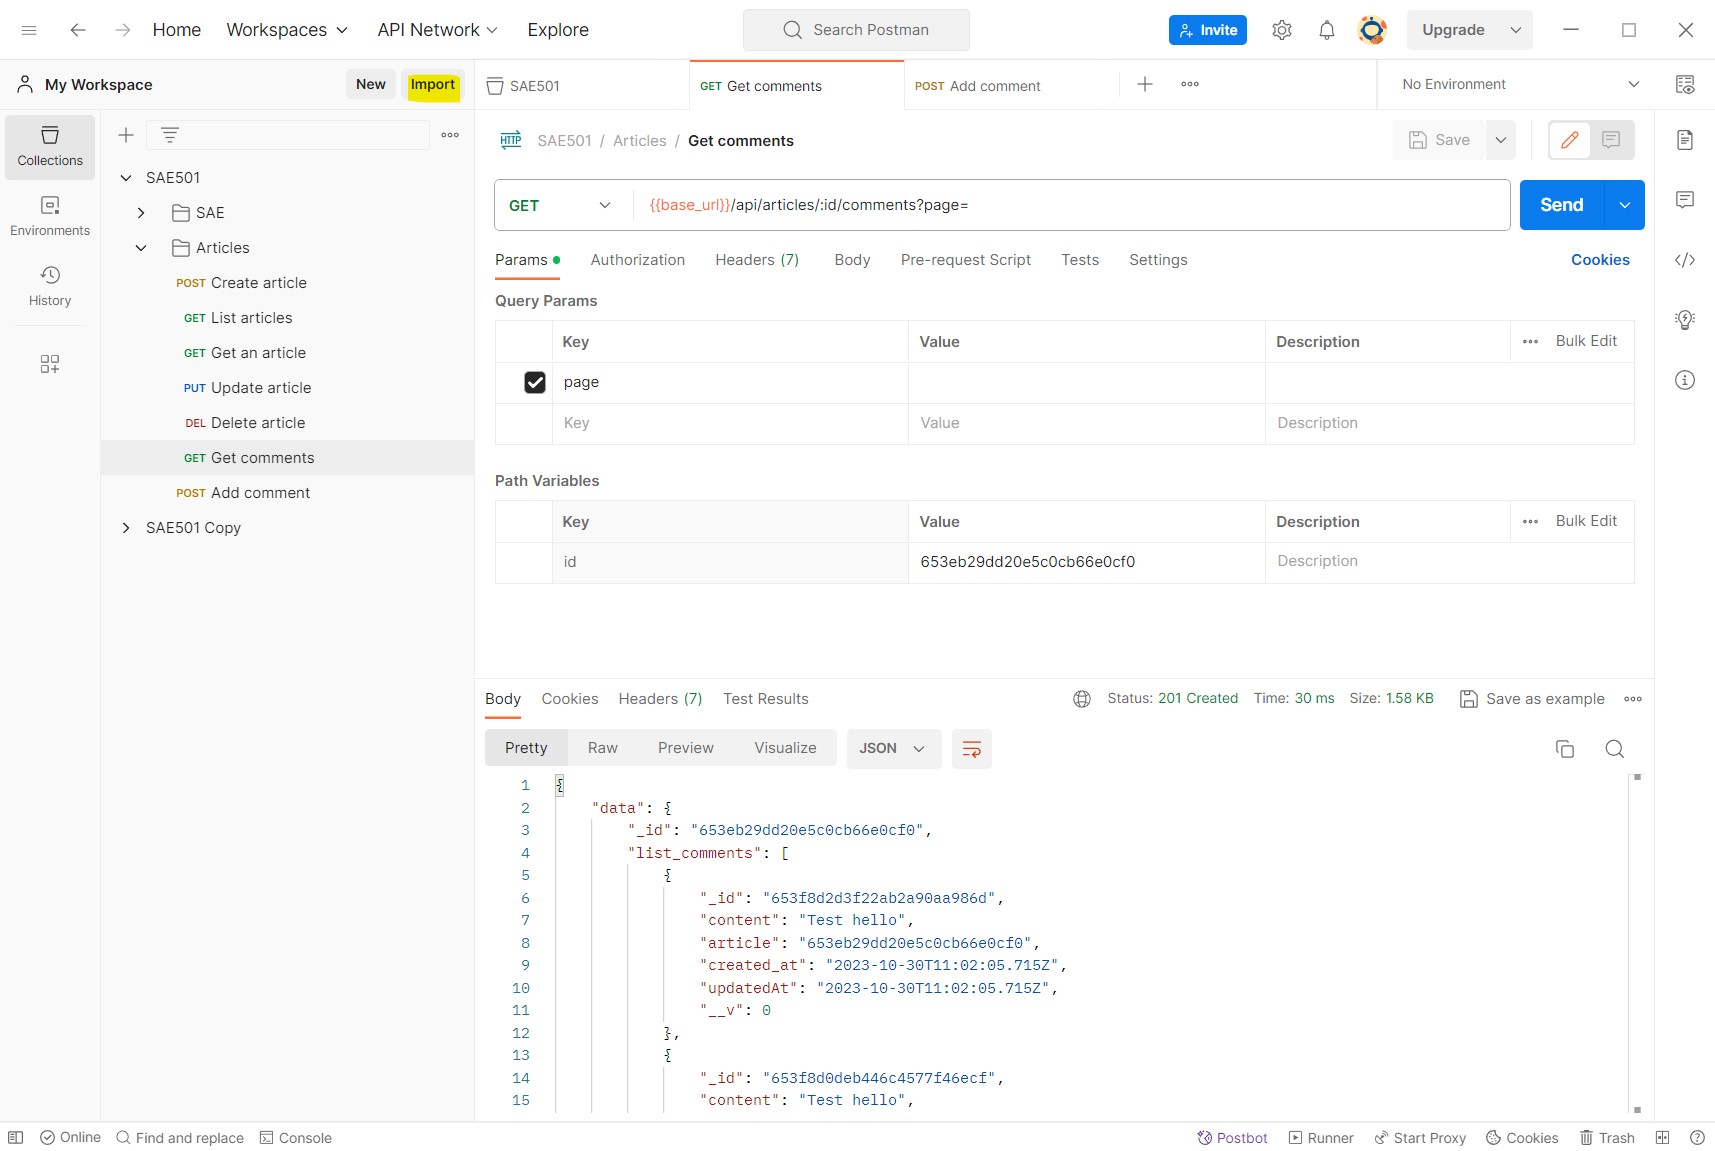 Home Workspaces API Network Explore Search Postman Invite Upgrade
My Workspace New Import SAE501 GET Get comments POST Add comment No Environment
Collections
Environments
History
SAE501
SAE
Articles
POST Create article
GET List articles
GET Get an article
PUT Update article
DEL Delete article
GET Get comments
POST Add comment
SAE501 Copy
HTTP SAE501 / Articles / Get comments Save
GET {{base_url}}/api/articles/:id/comments?page= Send
Params Authorization Headers (7) Body Pre-request Script Tests Settings Cookies
Query Params
Key Value Description Bulk Edit
page
Key Value Description
Path Variables
Key Value Description Bulk Edit
id 653eb29dd20e5c0cb66e0cf0 Description
Body Cookies Headers (7) Test Results Status: 201 Created Time: 30 ms Size: 1.58 KB Save as example
Pretty Raw Preview Visualize JSON
1 {
2 "data": {
3 "_id": "653eb29dd20e5c0cb66e0cf0",
4 "list_comments": [
5 {
6 "_id": "653f8d2d3f22ab2a90aa986d",
7 "content": "Test hello",
8 "article": "653eb29dd20e5c0cb66e0cf0",
9 "created_at": "2023-10-30T11:02:05.715Z",
10 "updatedAt": "2023-10-30T11:02:05.715Z",
11 "__v": 0
12 },
13 {
14 "_id": "653f8d0deb446c4577f46ecf",
15 "content": "Test hello",
Online Find and replace Console Postbot Runner Start Proxy Cookies Trash